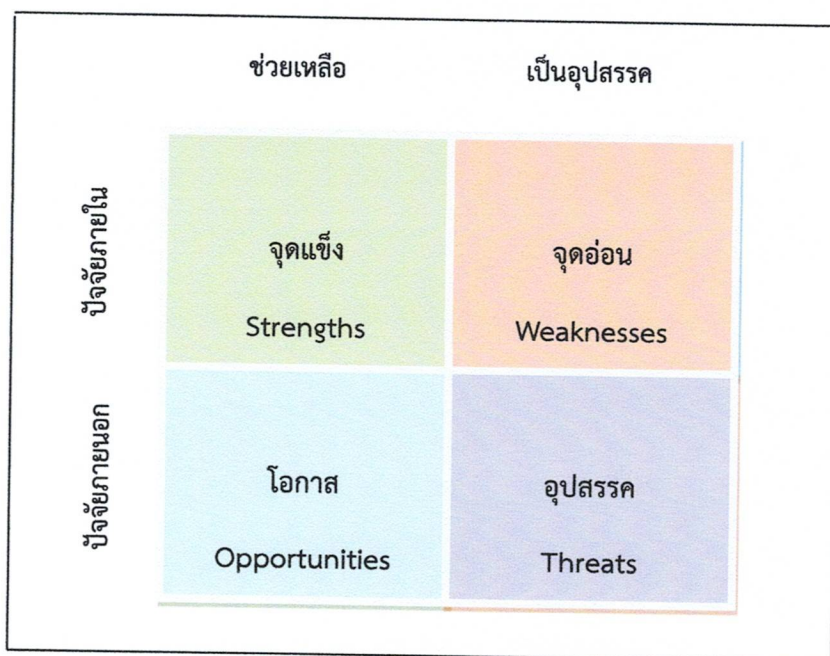 ช่วยเหลือ เป็นอุปสรรค
ปัจจัยภายใน
จุดแข็ง จุดอ่อน
Strengths Weaknesses
ปัจจัยภายนอก
โอกาส อุปสรรค
Opportunities Threats